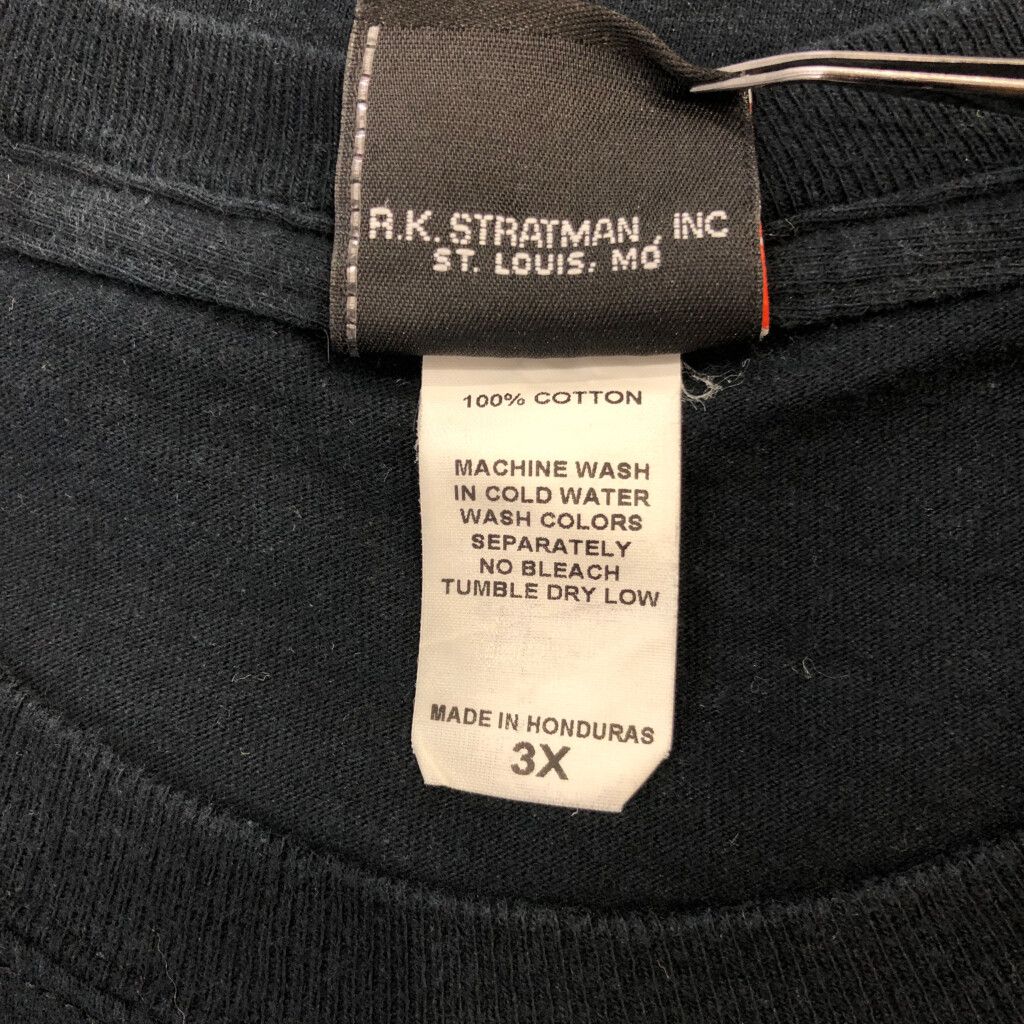 R.K. STRATMAN, INC
ST. LOUIS, MO
100% COTTON
MACHINE WASH
IN COLD WATER
WASH COLORS
SEPARATELY
NO BLEACH
TUMBLE DRY LOW
MADE IN HONDURAS
3X